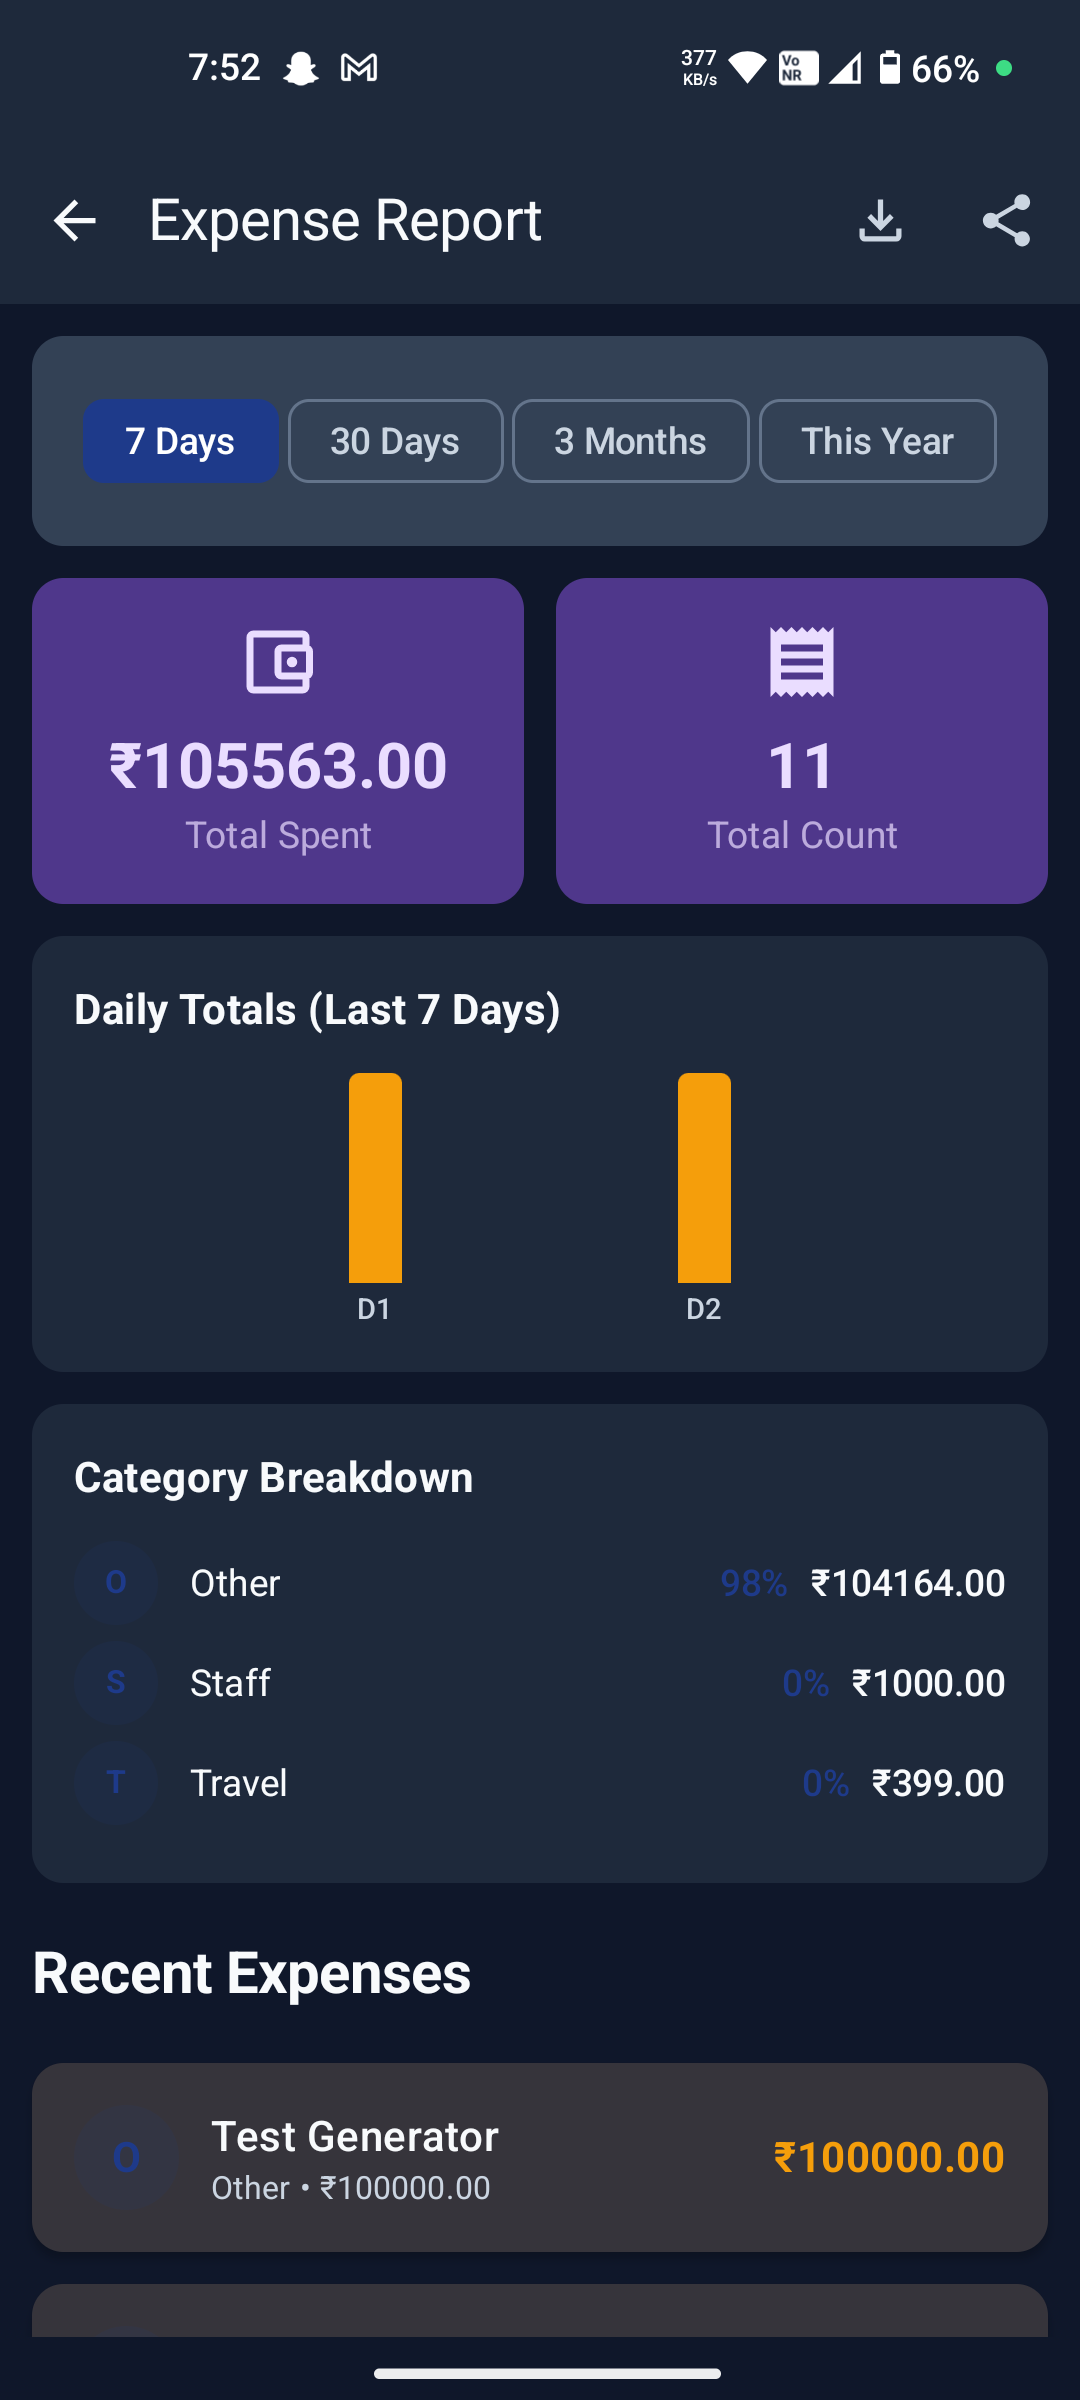 7:52 377 KB/s Vo NR 66%
Expense Report
7 Days 30 Days 3 Months This Year
₹105563.00 11
Total Spent Total Count
Daily Totals (Last 7 Days)
D1 D2
Category Breakdown
O Other 98% ₹104164.00
S Staff 0% ₹1000.00
T Travel 0% ₹399.00
Recent Expenses
O Test Generator ₹100000.00
Other • ₹100000.00